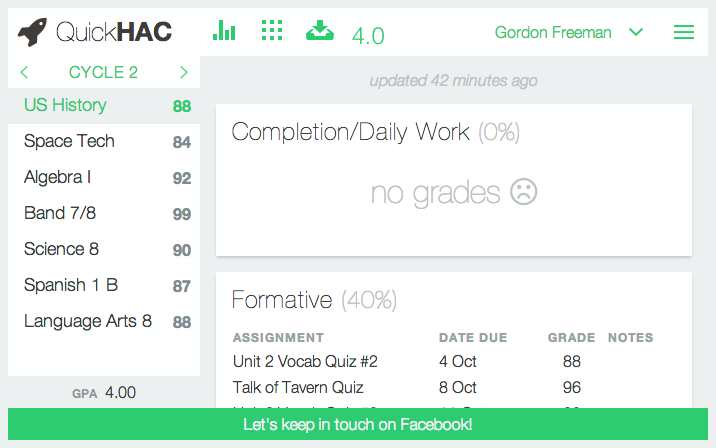 QuickHAC
4.0
Gordon Freeman
CYCLE 2
US History 88
Space Tech 84
Algebra I 92
Band 7/8 99
Science 8 90
Spanish 1 B 87
Language Arts 8 88
GPA 4.00
updated 42 minutes ago
Completion/Daily Work (0%)
no grades
Formative (40%)
ASSIGNMENT DATE DUE GRADE NOTES
Unit 2 Vocab Quiz #2 4 Oct 88
Talk of Tavern Quiz 8 Oct 96
Let's keep in touch on Facebook!